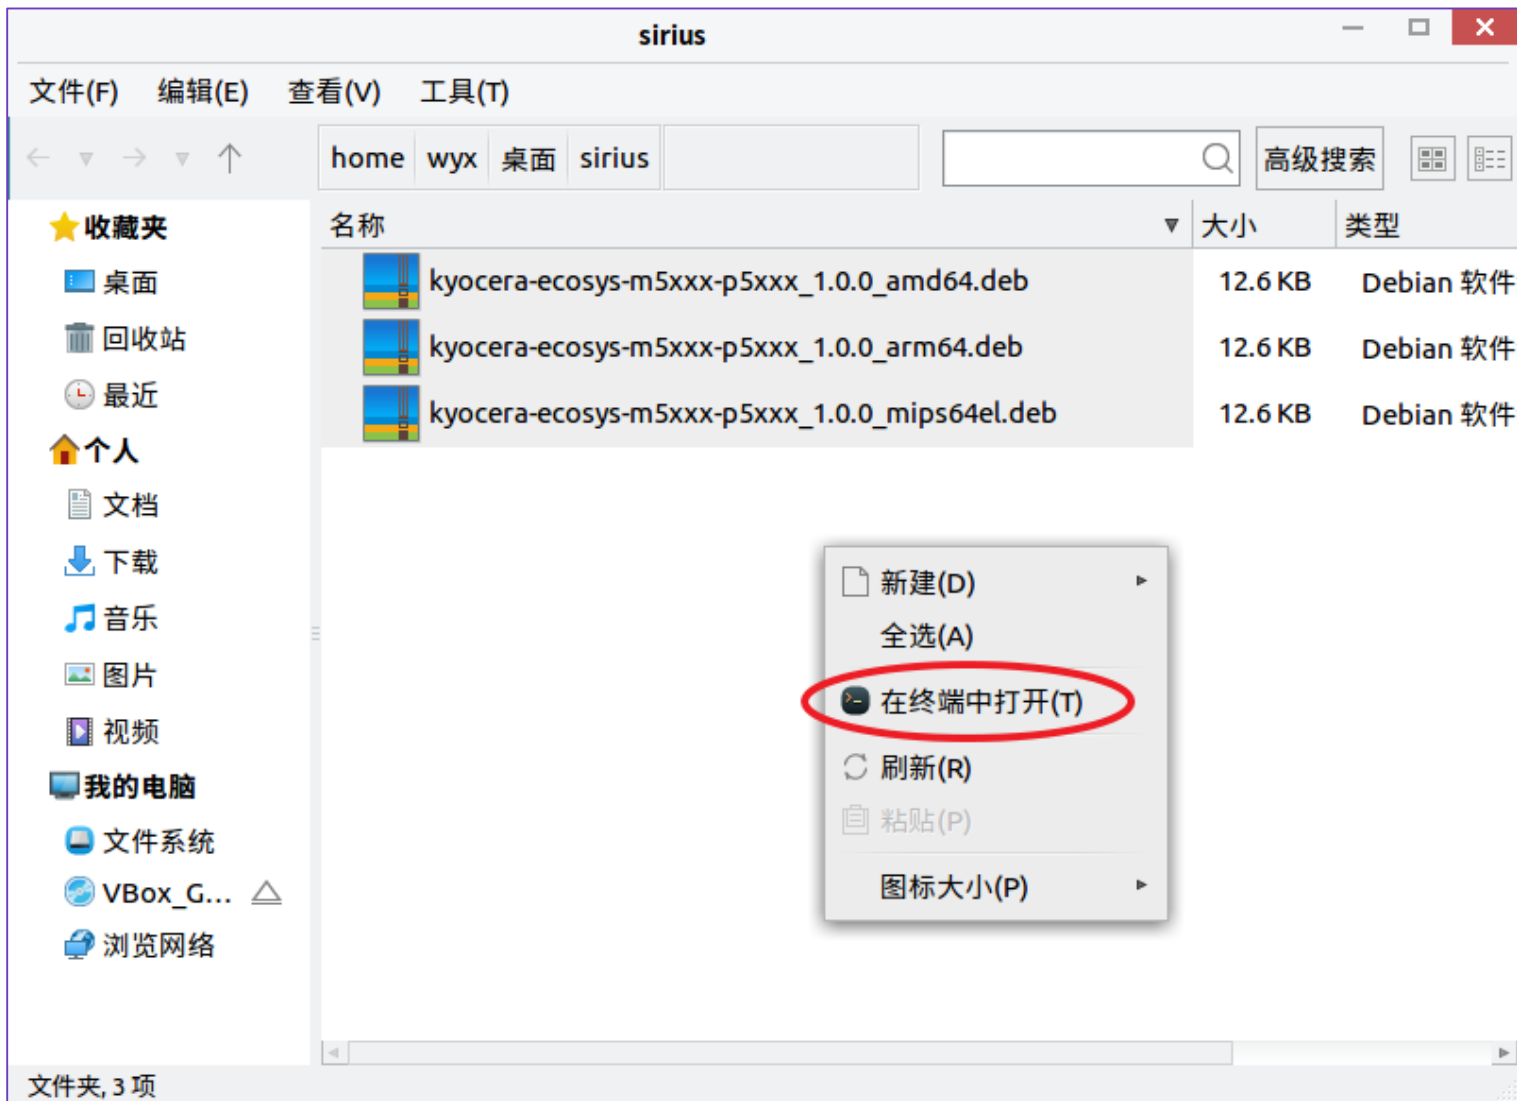 sirius
文件(F) 编辑(E) 查看(V) 工具(T)
home wyx 桌面 sirius 高级搜索
名称 大小 类型
kyocera-ecosys-m5xxx-p5xxx_1.0.0_amd64.deb 12.6 KB Debian 软件
kyocera-ecosys-m5xxx-p5xxx_1.0.0_arm64.deb 12.6 KB Debian 软件
kyocera-ecosys-m5xxx-p5xxx_1.0.0_mips64el.deb 12.6 KB Debian 软件
收藏夹
桌面
回收站
最近
个人
文档
下载
音乐
图片
视频
我的电脑
文件系统
VBox_G...
浏览网络
新建(D)
全选(A)
在终端中打开(T)
刷新(R)
粘贴(P)
图标大小(P)
文件夹, 3 项